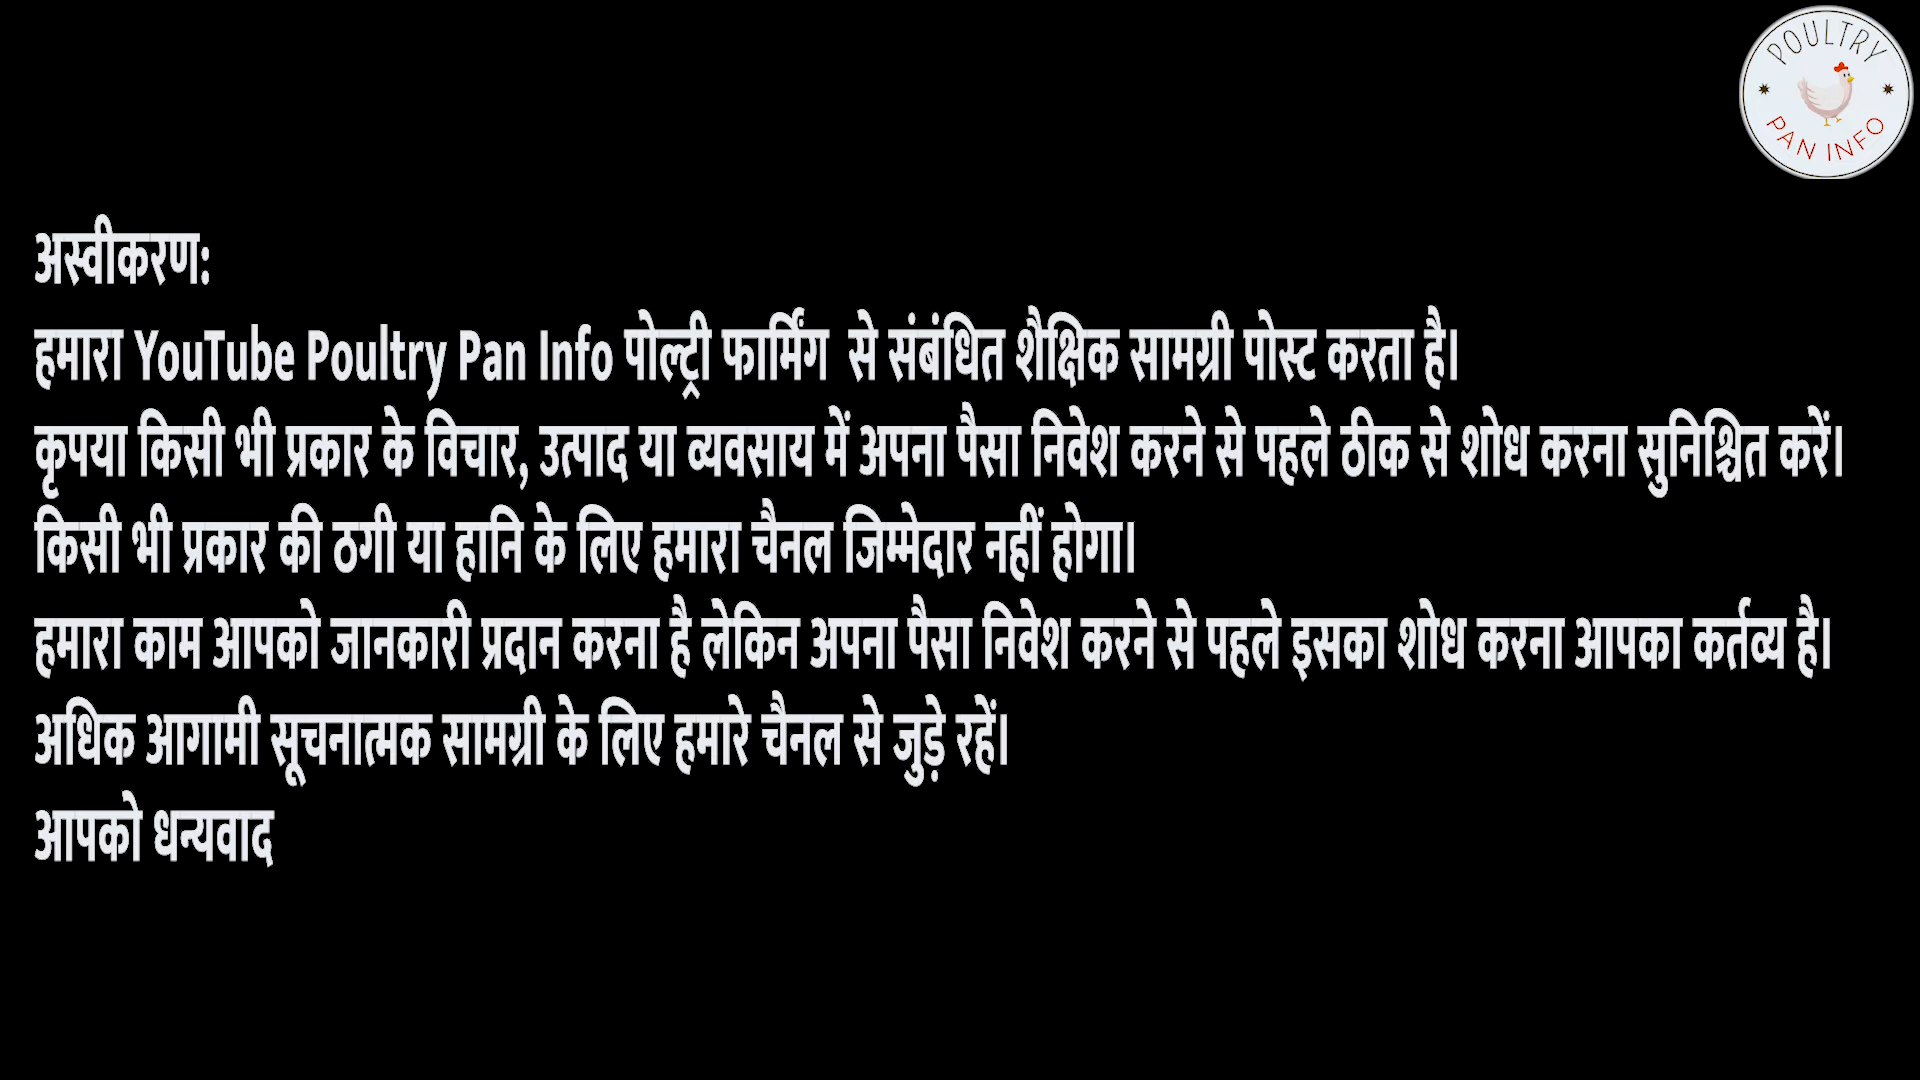 POULTRY
PAN INFO
अस्वीकरण:
हमारा YouTube Poultry Pan Info पोल्ट्री फार्मिंग से संबंधित शैक्षिक सामग्री पोस्ट करता है।
कृपया किसी भी प्रकार के विचार, उत्पाद या व्यवसाय में अपना पैसा निवेश करने से पहले ठीक से शोध करना सुनिश्चित करें।
किसी भी प्रकार की ठगी या हानि के लिए हमारा चैनल जिम्मेदार नहीं होगा।
हमारा काम आपको जानकारी प्रदान करना है लेकिन अपना पैसा निवेश करने से पहले इसका शोध करना आपका कर्तव्य है।
अधिक आगामी सूचनात्मक सामग्री के लिए हमारे चैनल से जुड़े रहें।
आपको धन्यवाद